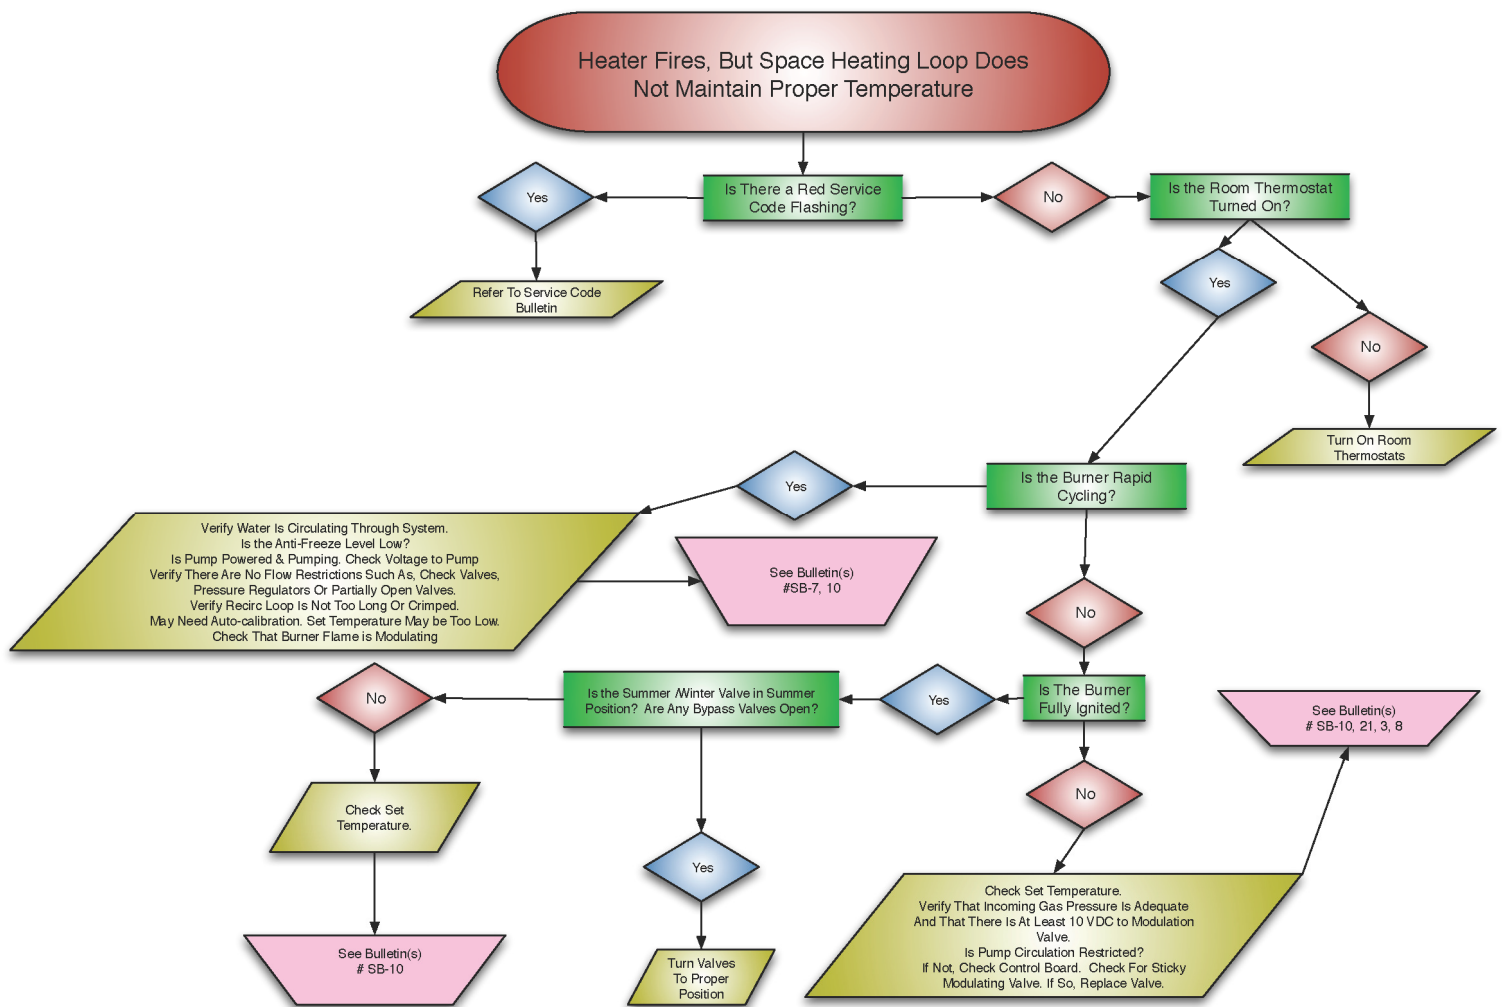 Heater Fires, But Space Heating Loop Does
Not Maintain Proper Temperature
Yes
Is There a Red Service
Code Flashing?
No
Is the Room Thermostat
Turned On?
Refer To Service Code
Bulletin
Yes
No
Turn On Room
Thermostats
Is the Burner Rapid
Cycling?
Yes
Verify Water Is Circulating Through System.
Is the Anti-Freeze Level Low?
Is Pump Powered & Pumping. Check Voltage to Pump
Verify There Are No Flow Restrictions Such As, Check Valves,
Pressure Regulators Or Partially Open Valves.
Verify Recirc Loop Is Not Too Long Or Crimped.
May Need Auto-calibration. Set Temperature May be Too Low.
Check That Burner Flame is Modulating
See Bulletin(s)
#SB-7, 10
No
No
Is the Summer /Winter Valve in Summer
Position? Are Any Bypass Valves Open?
Yes
Is The Burner
Fully Ignited?
See Bulletin(s)
# SB-10, 21, 3, 8
No
Check Set
Temperature.
Yes
Check Set Temperature.
Verify That Incoming Gas Pressure Is Adequate
And That There Is At Least 10 VDC to Modulation
Valve.
Is Pump Circulation Restricted?
If Not, Check Control Board. Check For Sticky
Modulating Valve. If So, Replace Valve.
See Bulletin(s)
# SB-10
Turn Valves
To Proper
Position